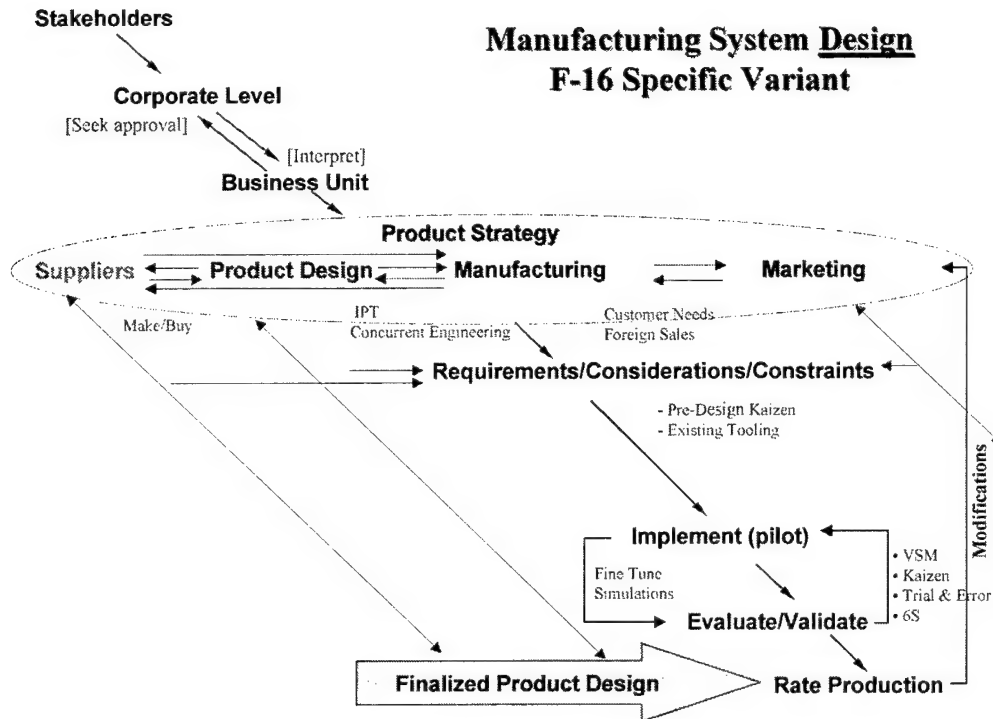 Stakeholders
Manufacturing System Design
F-16 Specific Variant
Corporate Level
[Seek approval]
[Interpret]
Business Unit
Product Strategy
Suppliers
Product Design
Manufacturing
Marketing
Make/Buy
IPT
Concurrent Engineering
Customer Needs
Foreign Sales
Requirements/Considerations/Constraints
- Pre-Design Kaizen
- Existing Tooling
Modifications
Implement (pilot)
Fine Tune
Simulations
• VSM
• Kaizen
• Trial & Error
• 6S
Evaluate/Validate
Finalized Product Design
Rate Production